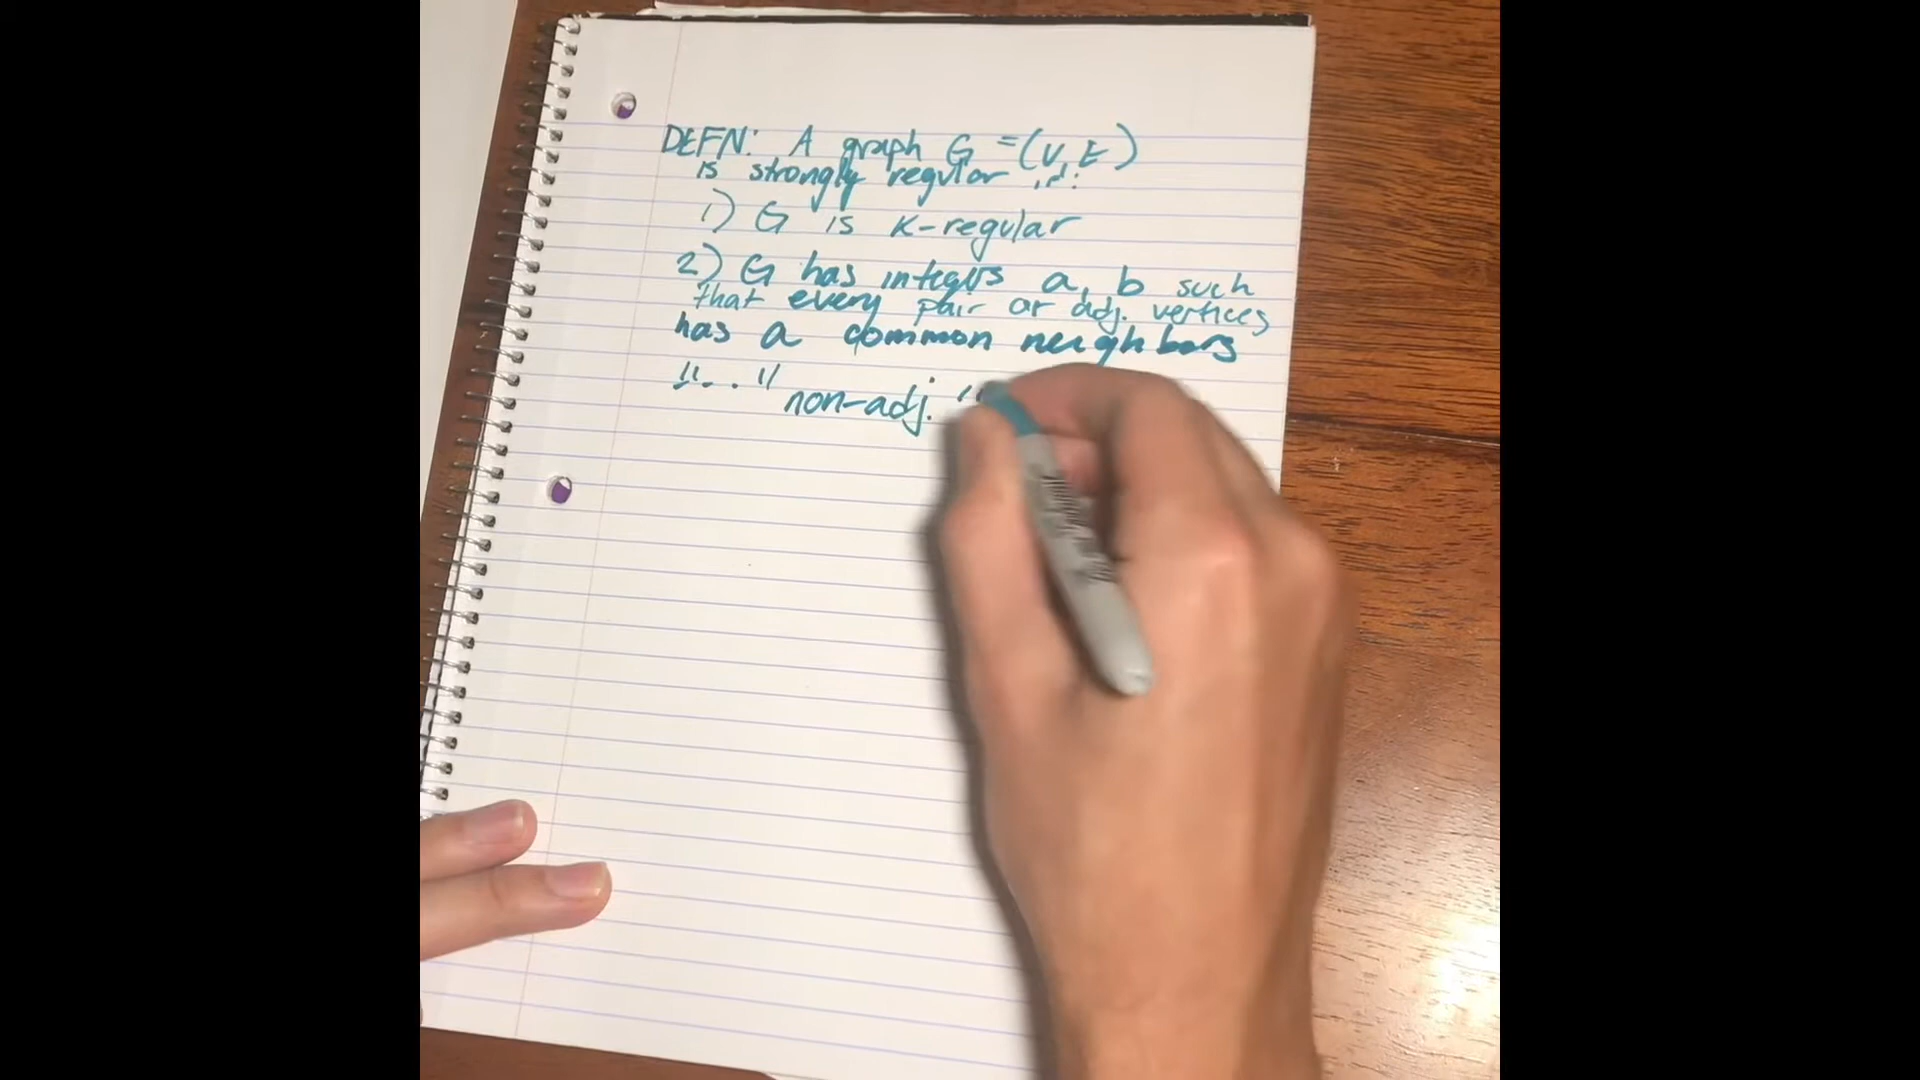 DEFN: A graph G = (V, E)
is strongly regular if:
1) G is K-regular
2) G has integers a, b such
that every pair of adj. vertices
has a common neighbors
"... "
non-adj. "